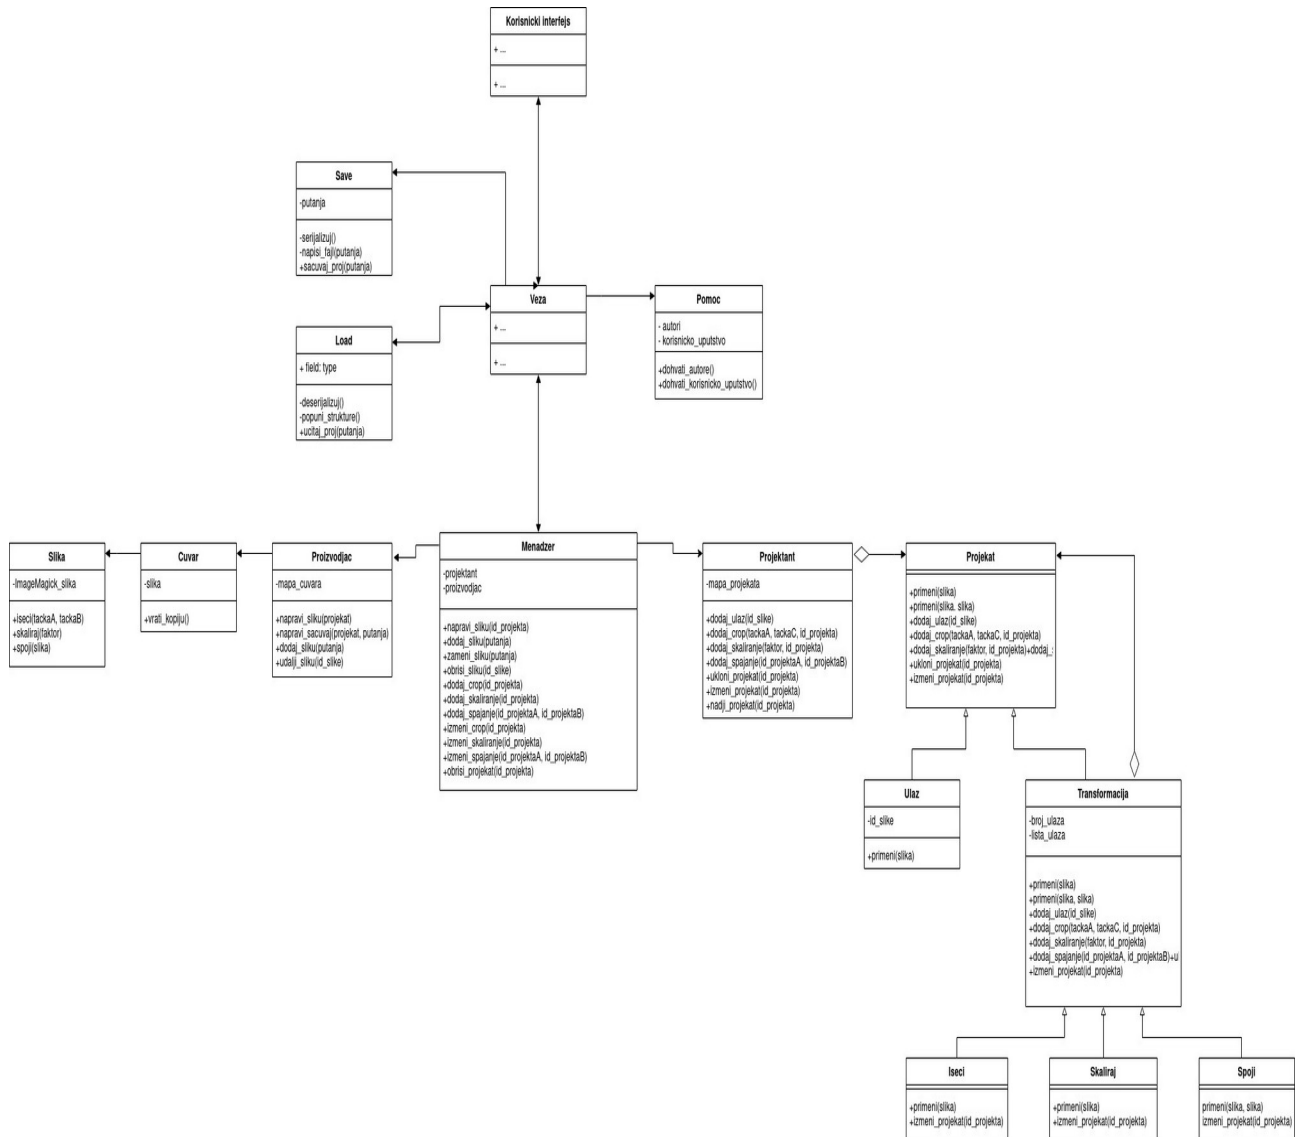 Korisnicki interfejs
+ ...
+ ...
Save
-putanja
-serijalizuj()
-napisi_fajl(putanja)
+sacuvaj_proj(putanja)
Veza
+ ...
+ ...
Pomoc
- autori
- korisnicko_uputstvo
+dohvati_autore()
+dohvati_korisnicko_uputstvo()
Load
+ field: type
-deserijalizuj()
-popuni_strukture()
+ucitaj_proj(putanja)
Slika
-ImageMagick_slika
+iseci(tackaA, tackaB)
+skaliraj(faktor)
+spoji(slika)
Cuvar
-slika
+vrati_kopiju()
Proizvodjac
-mapa_cuvara
+napravi_sliku(projekat)
+napravi_sacuvaj(projekat, putanja)
+dodaj_sliku(putanja)
+udalji_sliku(id_slike)
Menadzer
-projektant
-proizvodjac
+napravi_sliku(id_projekta)
+dodaj_sliku(putanja)
+zameni_sliku(putanja)
+obrisi_sliku(id_slike)
+dodaj_crop(id_projekta)
+dodaj_skaliranje(id_projekta)
+dodaj_spajanje(id_projektaA, id_projektaB)
+izmeni_crop(id_projekta)
+izmeni_skaliranje(id_projekta)
+izmeni_spajanje(id_projektaA, id_projektaB)
+obrisi_projekat(id_projekta)
Projektant
-mapa_projekata
+dodaj_ulaz(id_slike)
+dodaj_crop(tackaA, tackaC, id_projekta)
+dodaj_skaliranje(faktor, id_projekta)
+dodaj_spajanje(id_projektaA, id_projektaB)
+ukloni_projekat(id_projekta)
+izmeni_projekat(id_projekta)
+nadji_projekat(id_projekta)
Projekat
+primeni(slika)
+primeni(slika. slika)
+dodaj_ulaz(id_slike)
+dodaj_crop(tackaA, tackaC, id_projekta)
+dodaj_skaliranje(faktor, id_projekta)+dodaj_
+ukloni_projekat(id_projekta)
+izmeni_projekat(id_projekta)
Ulaz
-id_slike
+primeni(slika)
Transformacija
-broj_ulaza
-lista_ulaza
+primeni(slika)
+primeni(slika, slika)
+dodaj_ulaz(id_slike)
+dodaj_crop(tackaA, tackaC, id_projekta)
+dodaj_skaliranje(faktor, id_projekta)
+dodaj_spajanje(id_projektaA, id_projektaB)+u
+izmeni_projekat(id_projekta)
Iseci
+primeni(slika)
+izmeni_projekat(id_projekta)
Skaliraj
+primeni(slika)
+izmeni_projekat(id_projekta)
Spoji
primeni(slika, slika)
izmeni_projekat(id_projekta)